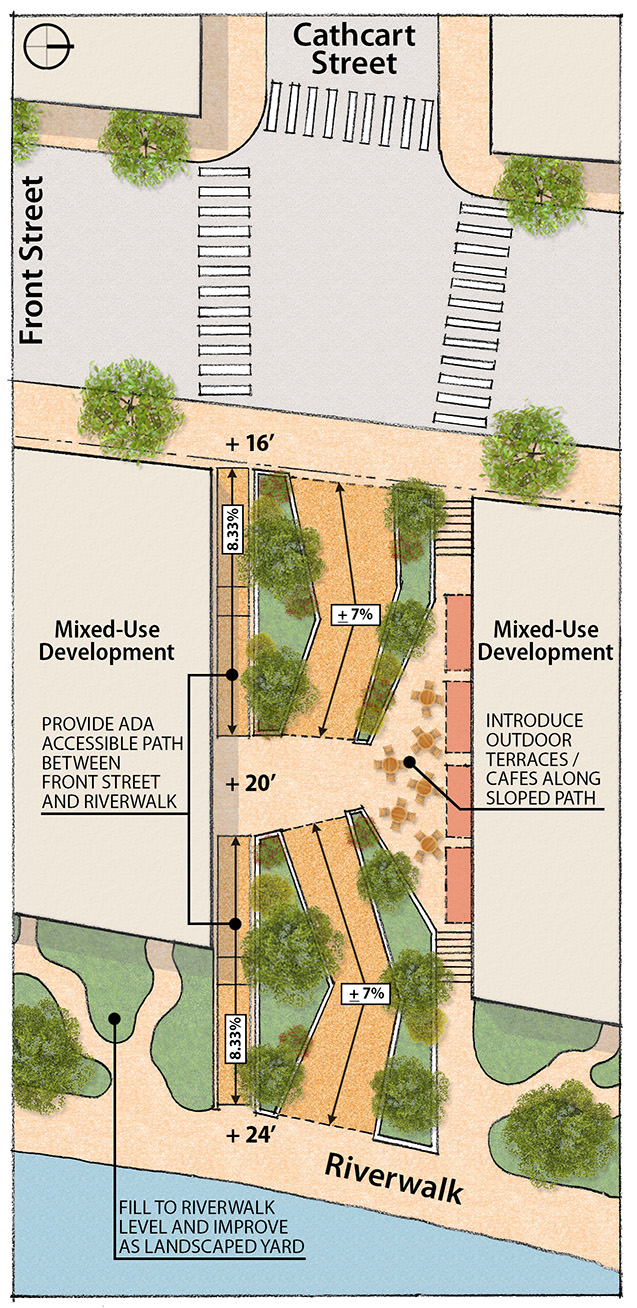 Cathcart
Street
Front Street
+ 16’
8.33%
± 7%
Mixed-Use
Development
Mixed-Use
Development
PROVIDE ADA
ACCESSIBLE PATH
BETWEEN
FRONT STREET
AND RIVERWALK
+ 20’
INTRODUCE
OUTDOOR
TERRACES /
CAFES ALONG
SLOPED PATH
± 7%
8.33%
+ 24’
Riverwalk
FILL TO RIVERWALK
LEVEL AND IMPROVE
AS LANDSCAPED YARD